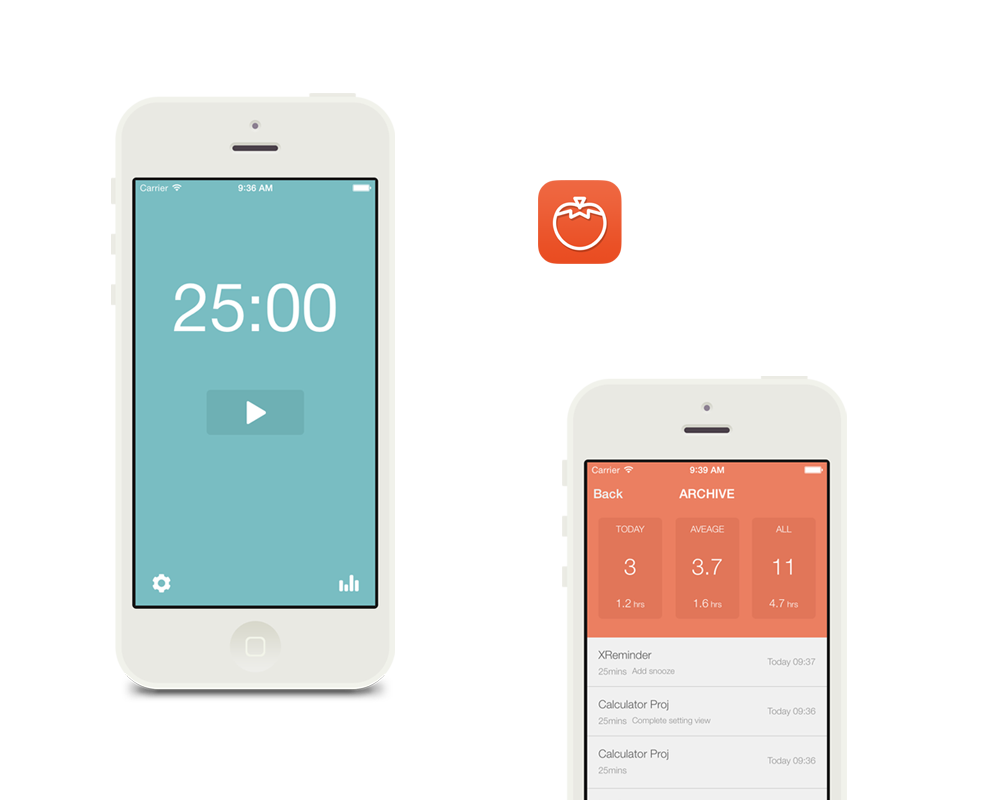 Carrier 9:36 AM
25:00
Carrier 9:39 AM
Back ARCHIVE
TODAY AVEAGE ALL
3 3.7 11
1.2 hrs 1.6 hrs 4.7 hrs
XReminder Today 09:37
25mins Add snooze
Calculator Proj Today 09:36
25mins Complete setting view
Calculator Proj Today 09:36
25mins